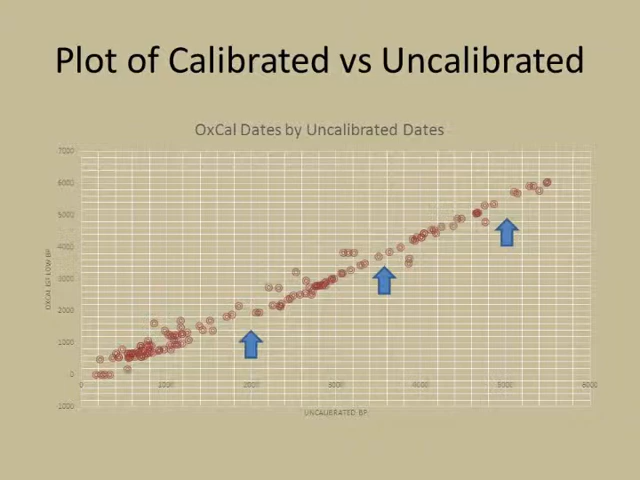 Plot of Calibrated vs Uncalibrated
OxCal Dates by Uncalibrated Dates
7000
6000
5000
4000
3000
2000
1000
0
-1000
0 1000 2000 3000 4000 5000 6000
UNCALIBRATED BP